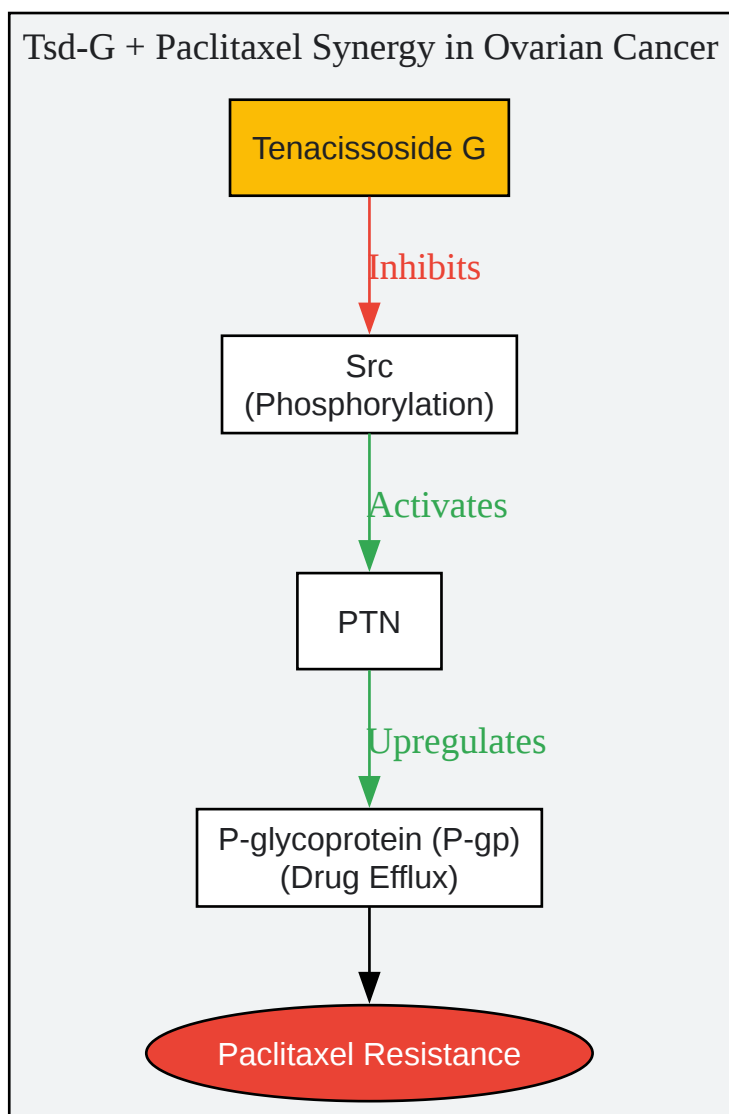 Tsd-G + Paclitaxel Synergy in Ovarian Cancer
Tenacissoside G
Inhibits
Src
(Phosphorylation)
Activates
PTN
Upregulates
P-glycoprotein (P-gp)
(Drug Efflux)
Paclitaxel Resistance